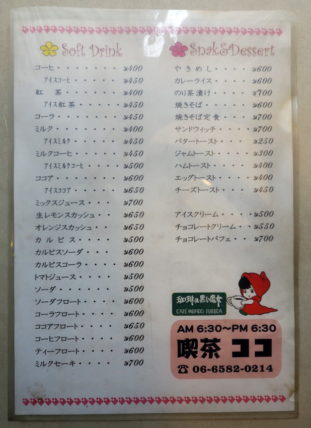 Soft Drink
コーヒ・・・・・・・・¥400
アイスコーヒ・・・・・・¥450
紅　茶・・・・・・・・¥400
アイス紅茶・・・・・・・¥450
コーラ・・・・・・・・¥450
ミルク・・・・・・・・¥400
アイスミルク・・・・・・¥450
ミルクコーヒ・・・・・¥450
アイスミルクコーヒ・・・・¥500
ココア・・・・・・・・¥600
アイスココア・・・・・・¥650
ミックスジュース・・・¥700
生レモンスカッシュ・・¥650
オレンジスカッシュ・・¥650
カルピス・・・・・・・¥500
カルピスソーダ・・・・¥600
カルピスコーラ・・・・¥600
トマトジュース・・・・¥500
ソーダ・・・・・・・・¥500
ソーダフロート・・・・¥600
コーラフロート・・・・¥600
ココアフロート・・・・¥650
コーヒフロート・・・・¥600
ティーフロート・・・・¥600
ミルクセーキ・・・・・¥700
Snak&Dessert
やきめし・・・・・・・¥600
カレーライス・・・・・¥600
のり茶漬け・・・・・・¥700
焼きそば・・・・・・・¥600
焼きそば定食・・・・・¥700
サンドウィッチ・・・・¥700
バタートースト・・・・¥250
ジャムトースト・・・・¥300
ハムトースト・・・・・¥400
エッグトースト・・・・¥400
チーズトースト・・・・¥450
アイスクリーム・・・・¥500
チョコレートクリーム・・¥550
チョコレートパフェ・・¥700
AM 6:30～PM 6:30
喫茶 ココ
☎ 06-6582-0214